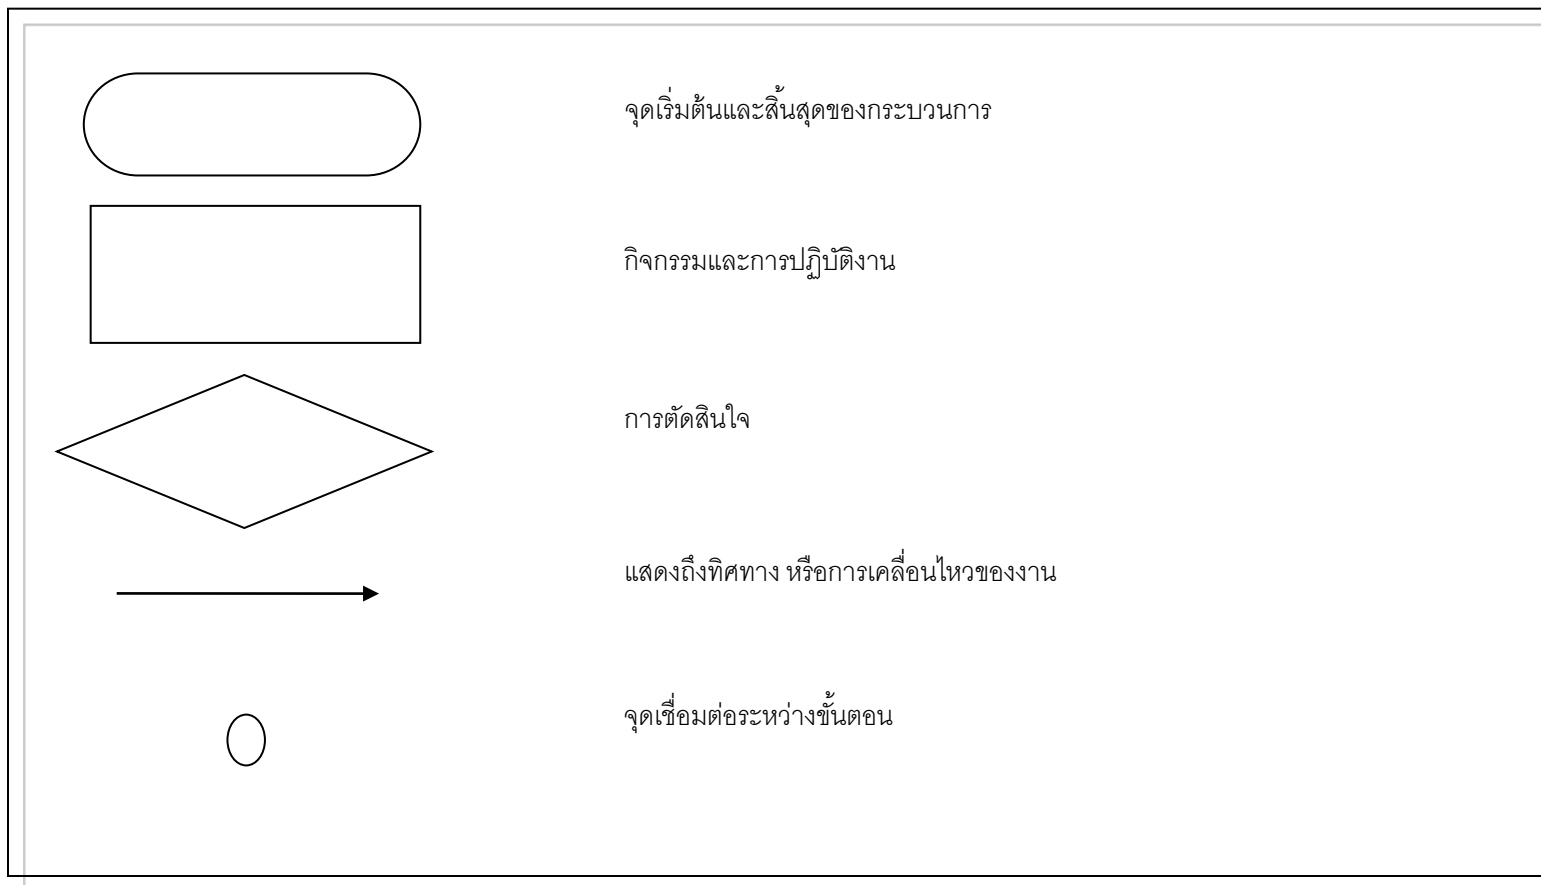 จุดเริ่มต้นและสิ้นสุดของกระบวนการ
กิจกรรมและการปฏิบัติงาน
การตัดสินใจ
แสดงถึงทิศทาง หรือการเคลื่อนไหวของงาน
จุดเชื่อมต่อระหว่างขั้นตอน